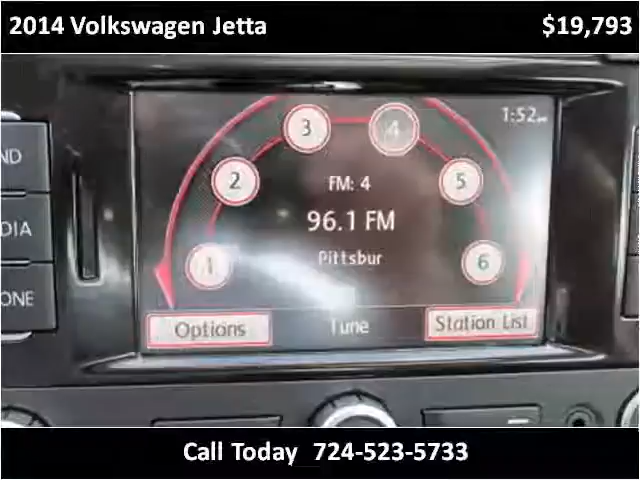 2014 Volkswagen Jetta $19,793
1:52
3 4
2 5
FM: 4
96.1 FM
1 6
Pittsbur
Options Tune Station List
ND
DIA
ONE
Call Today 724-523-5733